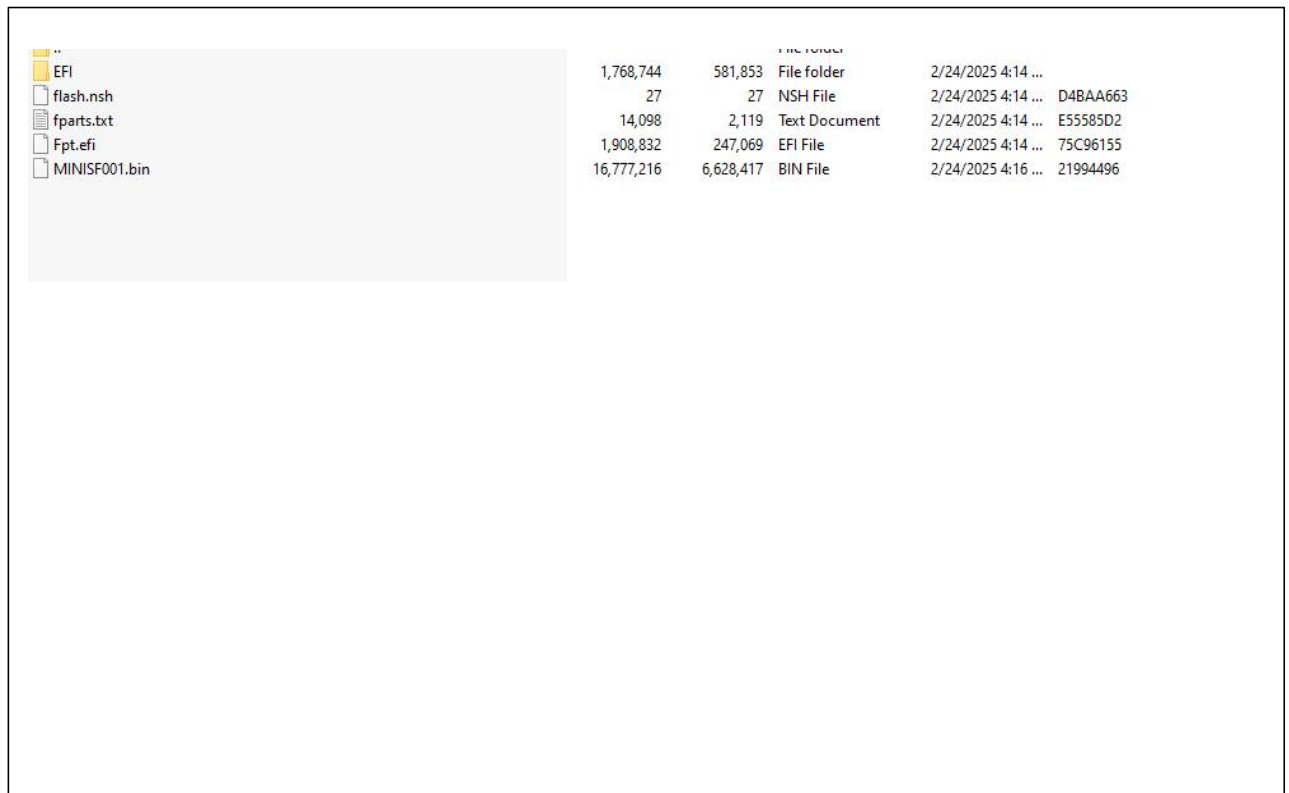 ..
EFI 1,768,744 581,853 File folder 2/24/2025 4:14 ...
flash.nsh 27 27 NSH File 2/24/2025 4:14 ... D4BAA663
fparts.txt 14,098 2,119 Text Document 2/24/2025 4:14 ... E55585D2
Fpt.efi 1,908,832 247,069 EFI File 2/24/2025 4:14 ... 75C96155
MINISF001.bin 16,777,216 6,628,417 BIN File 2/24/2025 4:16 ... 21994496